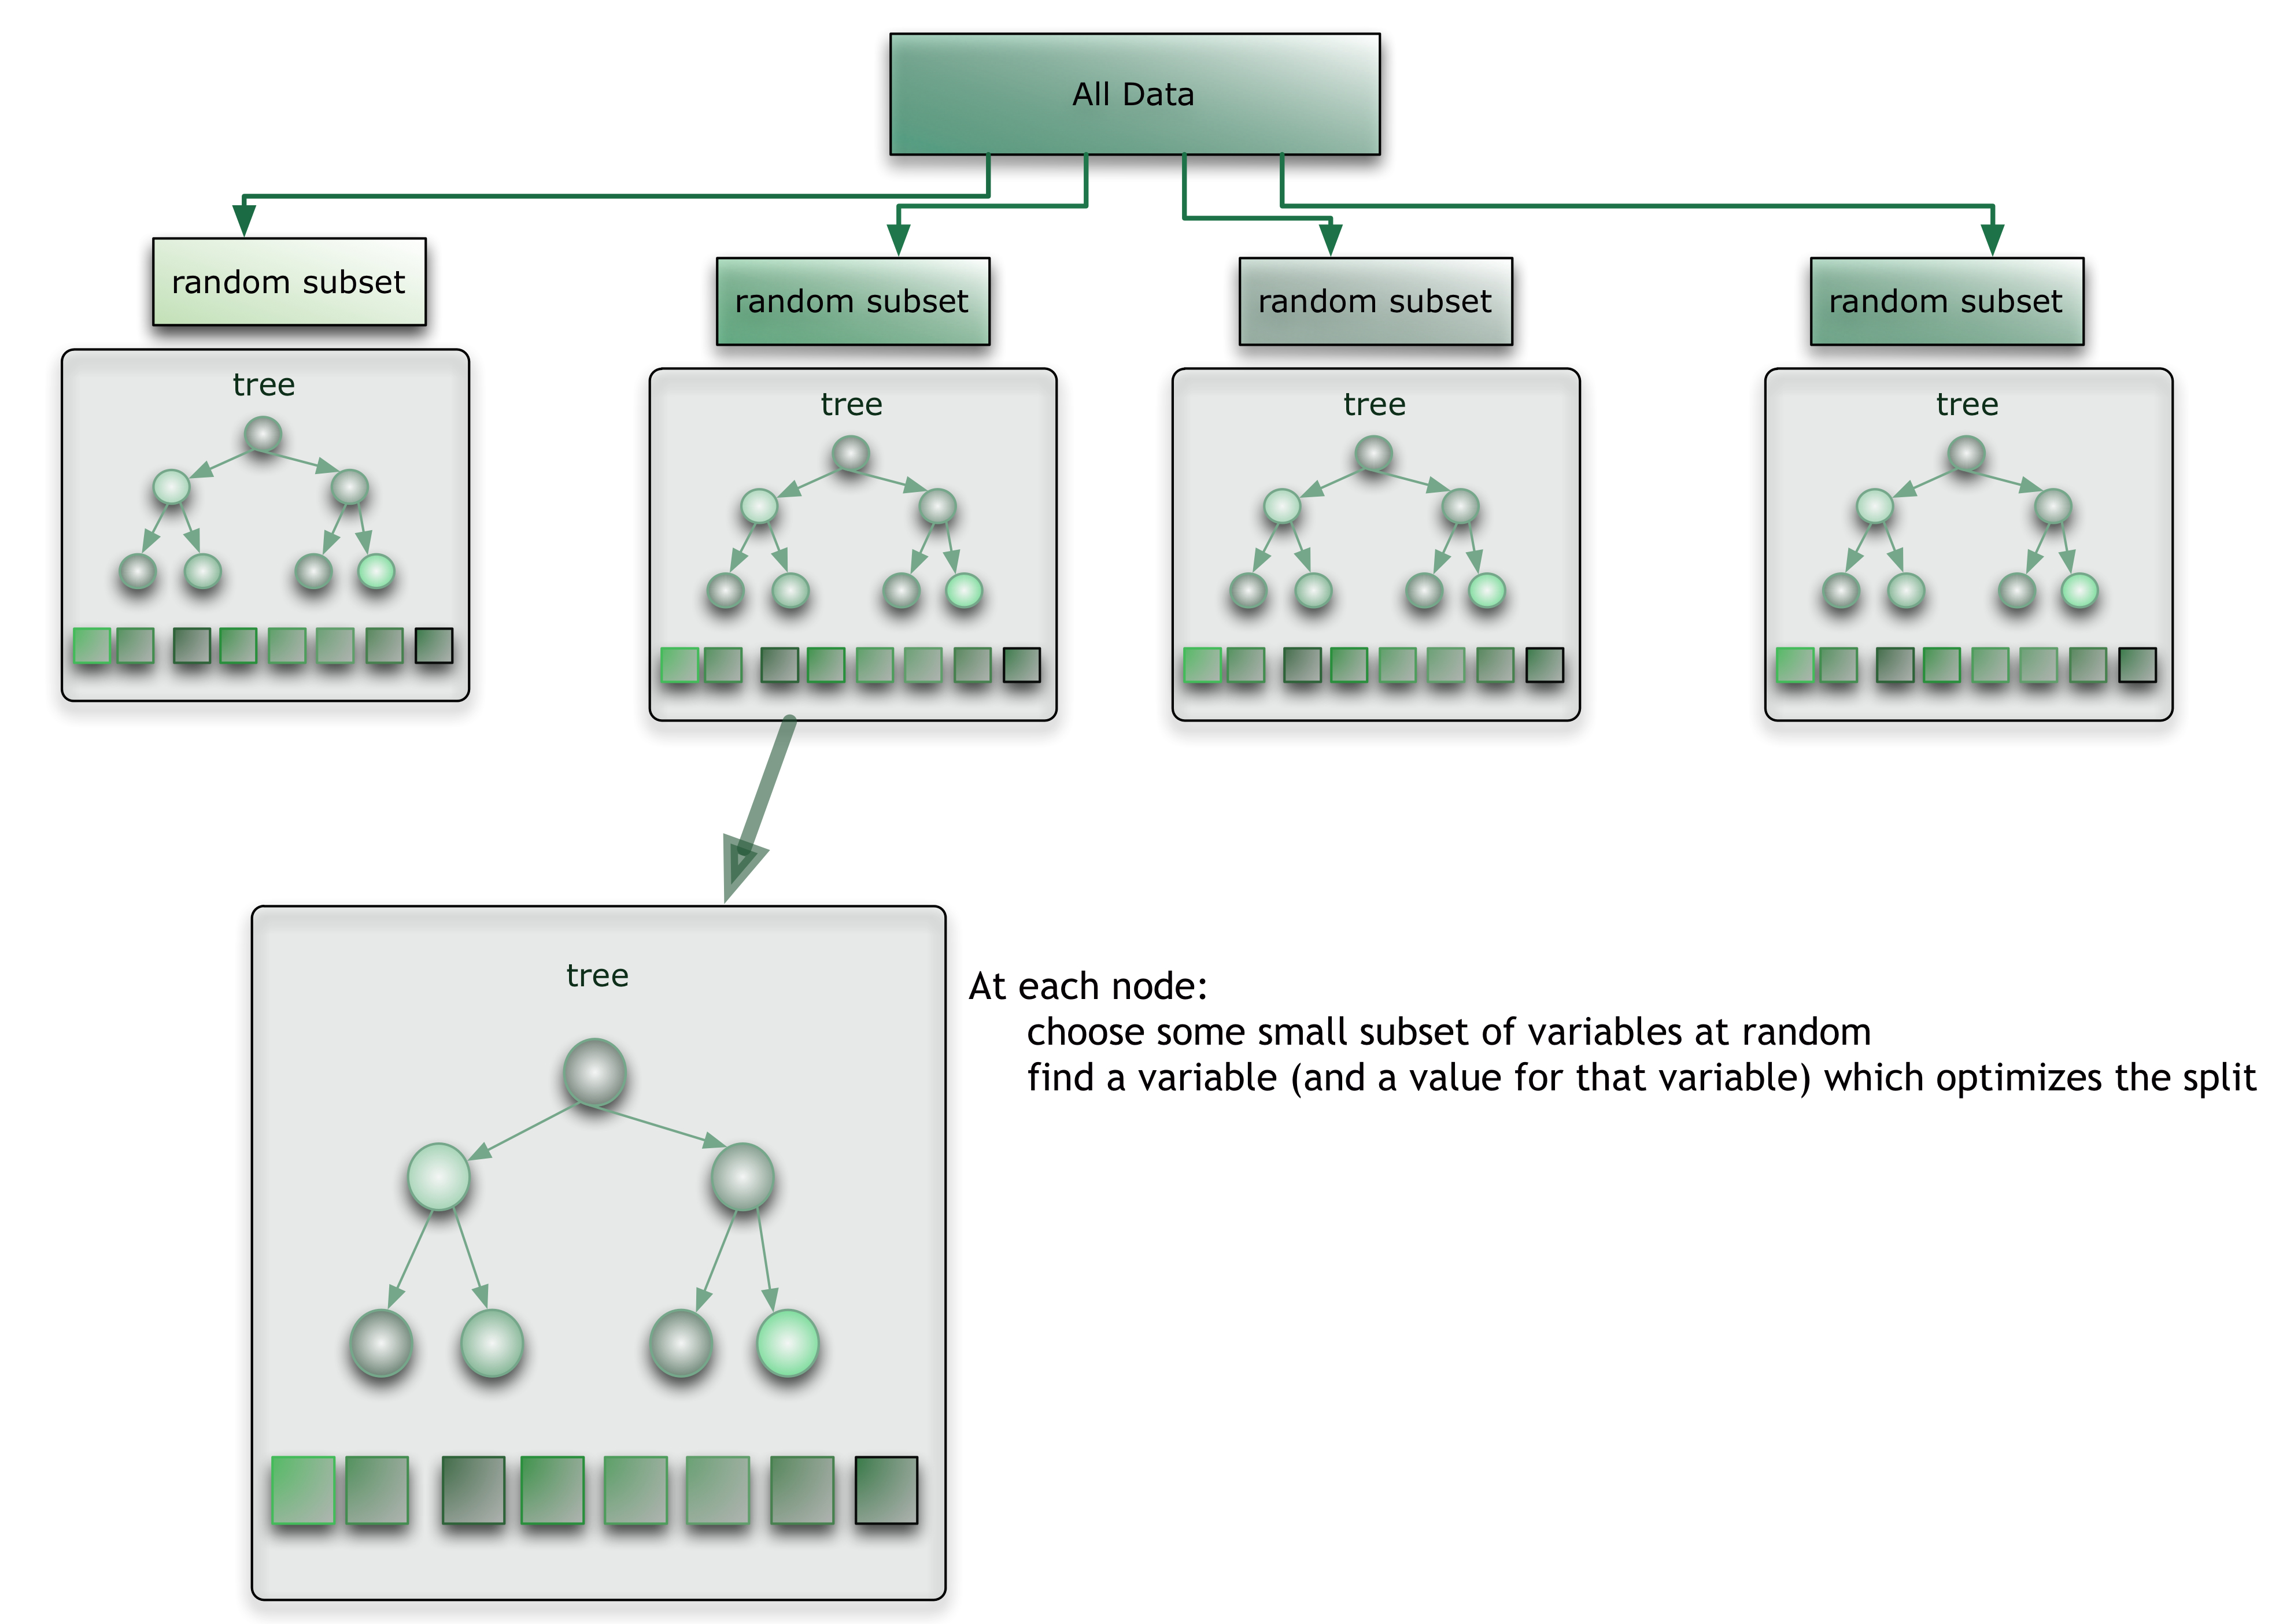 All Data
random subset
random subset
random subset
random subset
tree
tree
tree
tree
tree
At each node:
choose some small subset of variables at random
find a variable (and a value for that variable) which optimizes the split